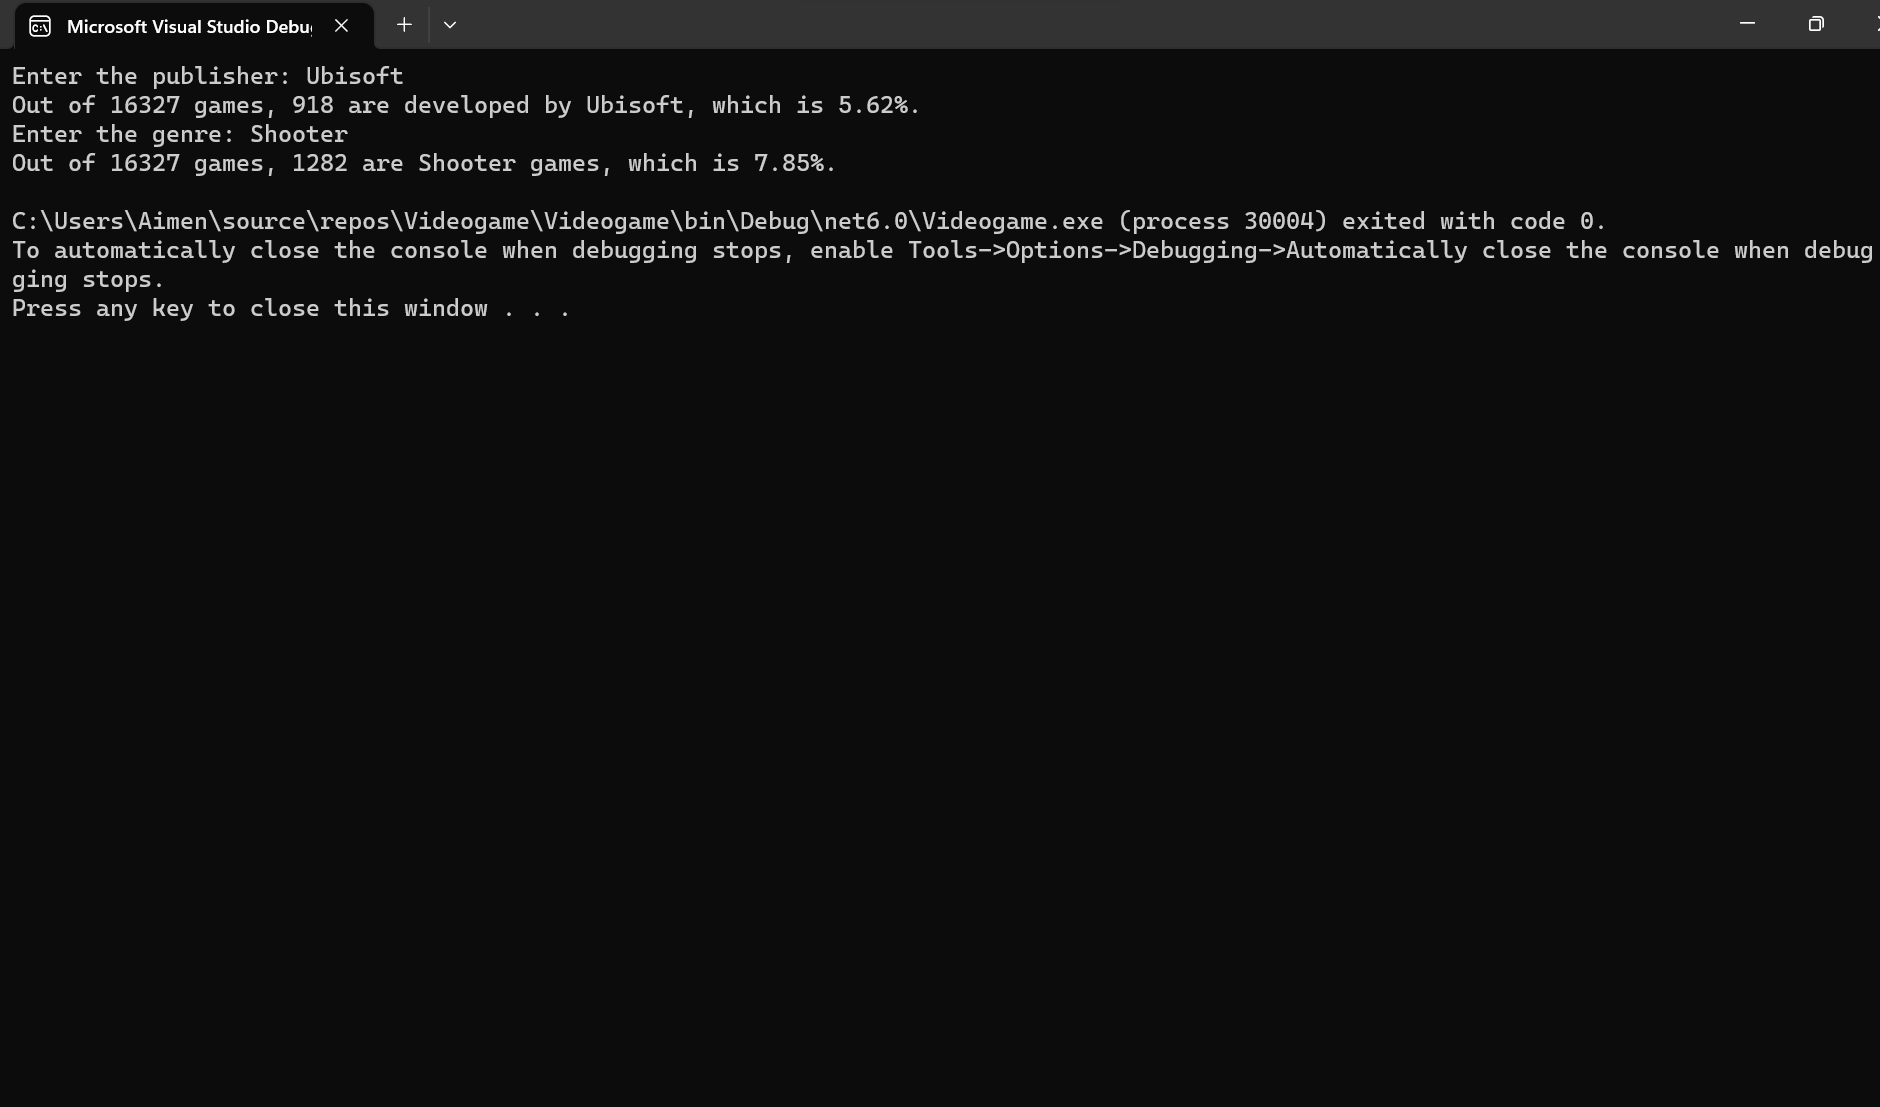 Microsoft Visual Studio Debu
Enter the publisher: Ubisoft
Out of 16327 games, 918 are developed by Ubisoft, which is 5.62%.
Enter the genre: Shooter
Out of 16327 games, 1282 are Shooter games, which is 7.85%.
C:\Users\Aimen\source\repos\Videogame\Videogame\bin\Debug\net6.0\Videogame.exe (process 30004) exited with code 0.
To automatically close the console when debugging stops, enable Tools->Options->Debugging->Automatically close the console when debug
ging stops.
Press any key to close this window . . .